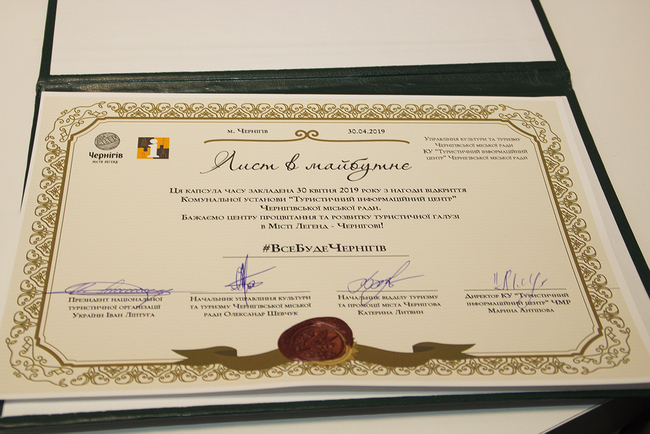 Чернігів
місто легенд
м. Чернігів
30.04.2019
Управління культури та туризму
Чернігівської міської ради
КУ "Туристичний інформаційний
центр" Чернігівської міської ради
Лист в майбутнє
Ця капсула часу закладена 30 квітня 2019 року з нагоди відкриття
Комунальної установи "Туристичний інформаційний центр"
Чернігівської міської ради.
Бажаємо центру процвітання та розвитку туристичної галузі
в Місті Легенд - Чернігові!
#ВсеБудеЧернігів
Президент національної
туристичної організації
України Іван Ліптуга
Начальник управління культури
та туризму Чернігівської міської
ради Олександр Шевчук
Начальник відділу туризму
та промоції міста Чернігова
Катерина Литвин
Директор КУ "Туристичний
інформаційний центр" ЧМР
Марина Антіпова